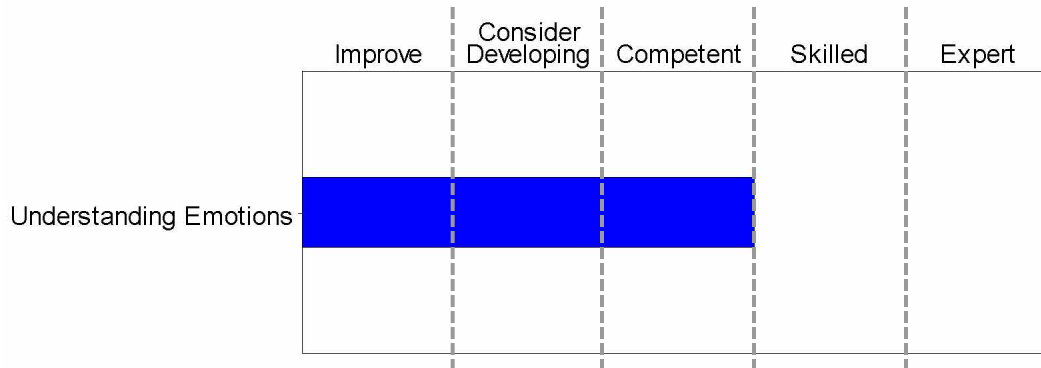 Improve
Consider
Developing
Competent
Skilled
Expert
Understanding Emotions